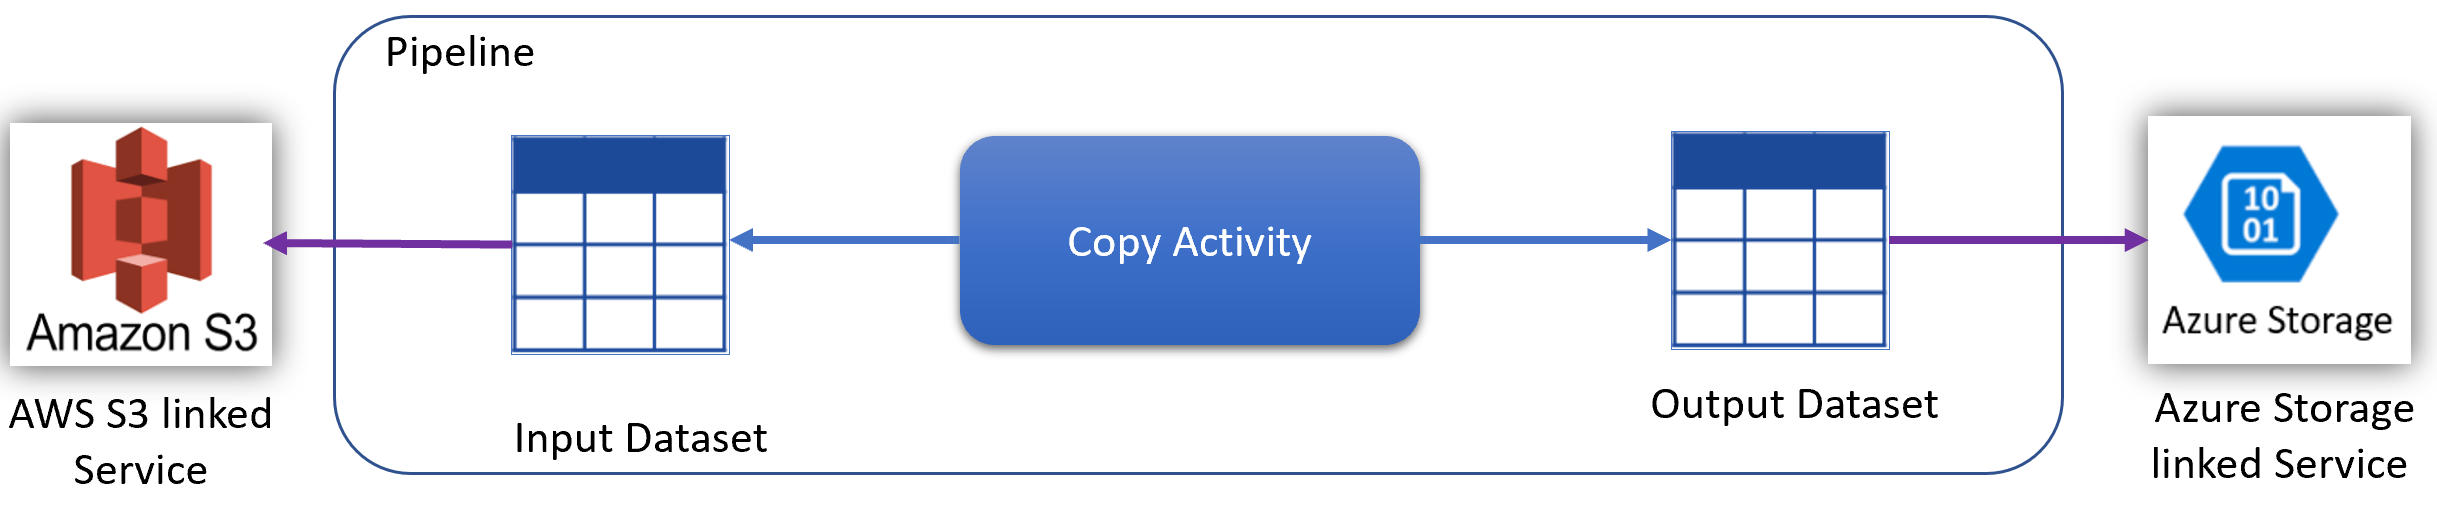 Pipeline
Amazon S3
AWS S3 linked
Service
Input Dataset
Copy Activity
Output Dataset
10
01
Azure Storage
Azure Storage
linked Service